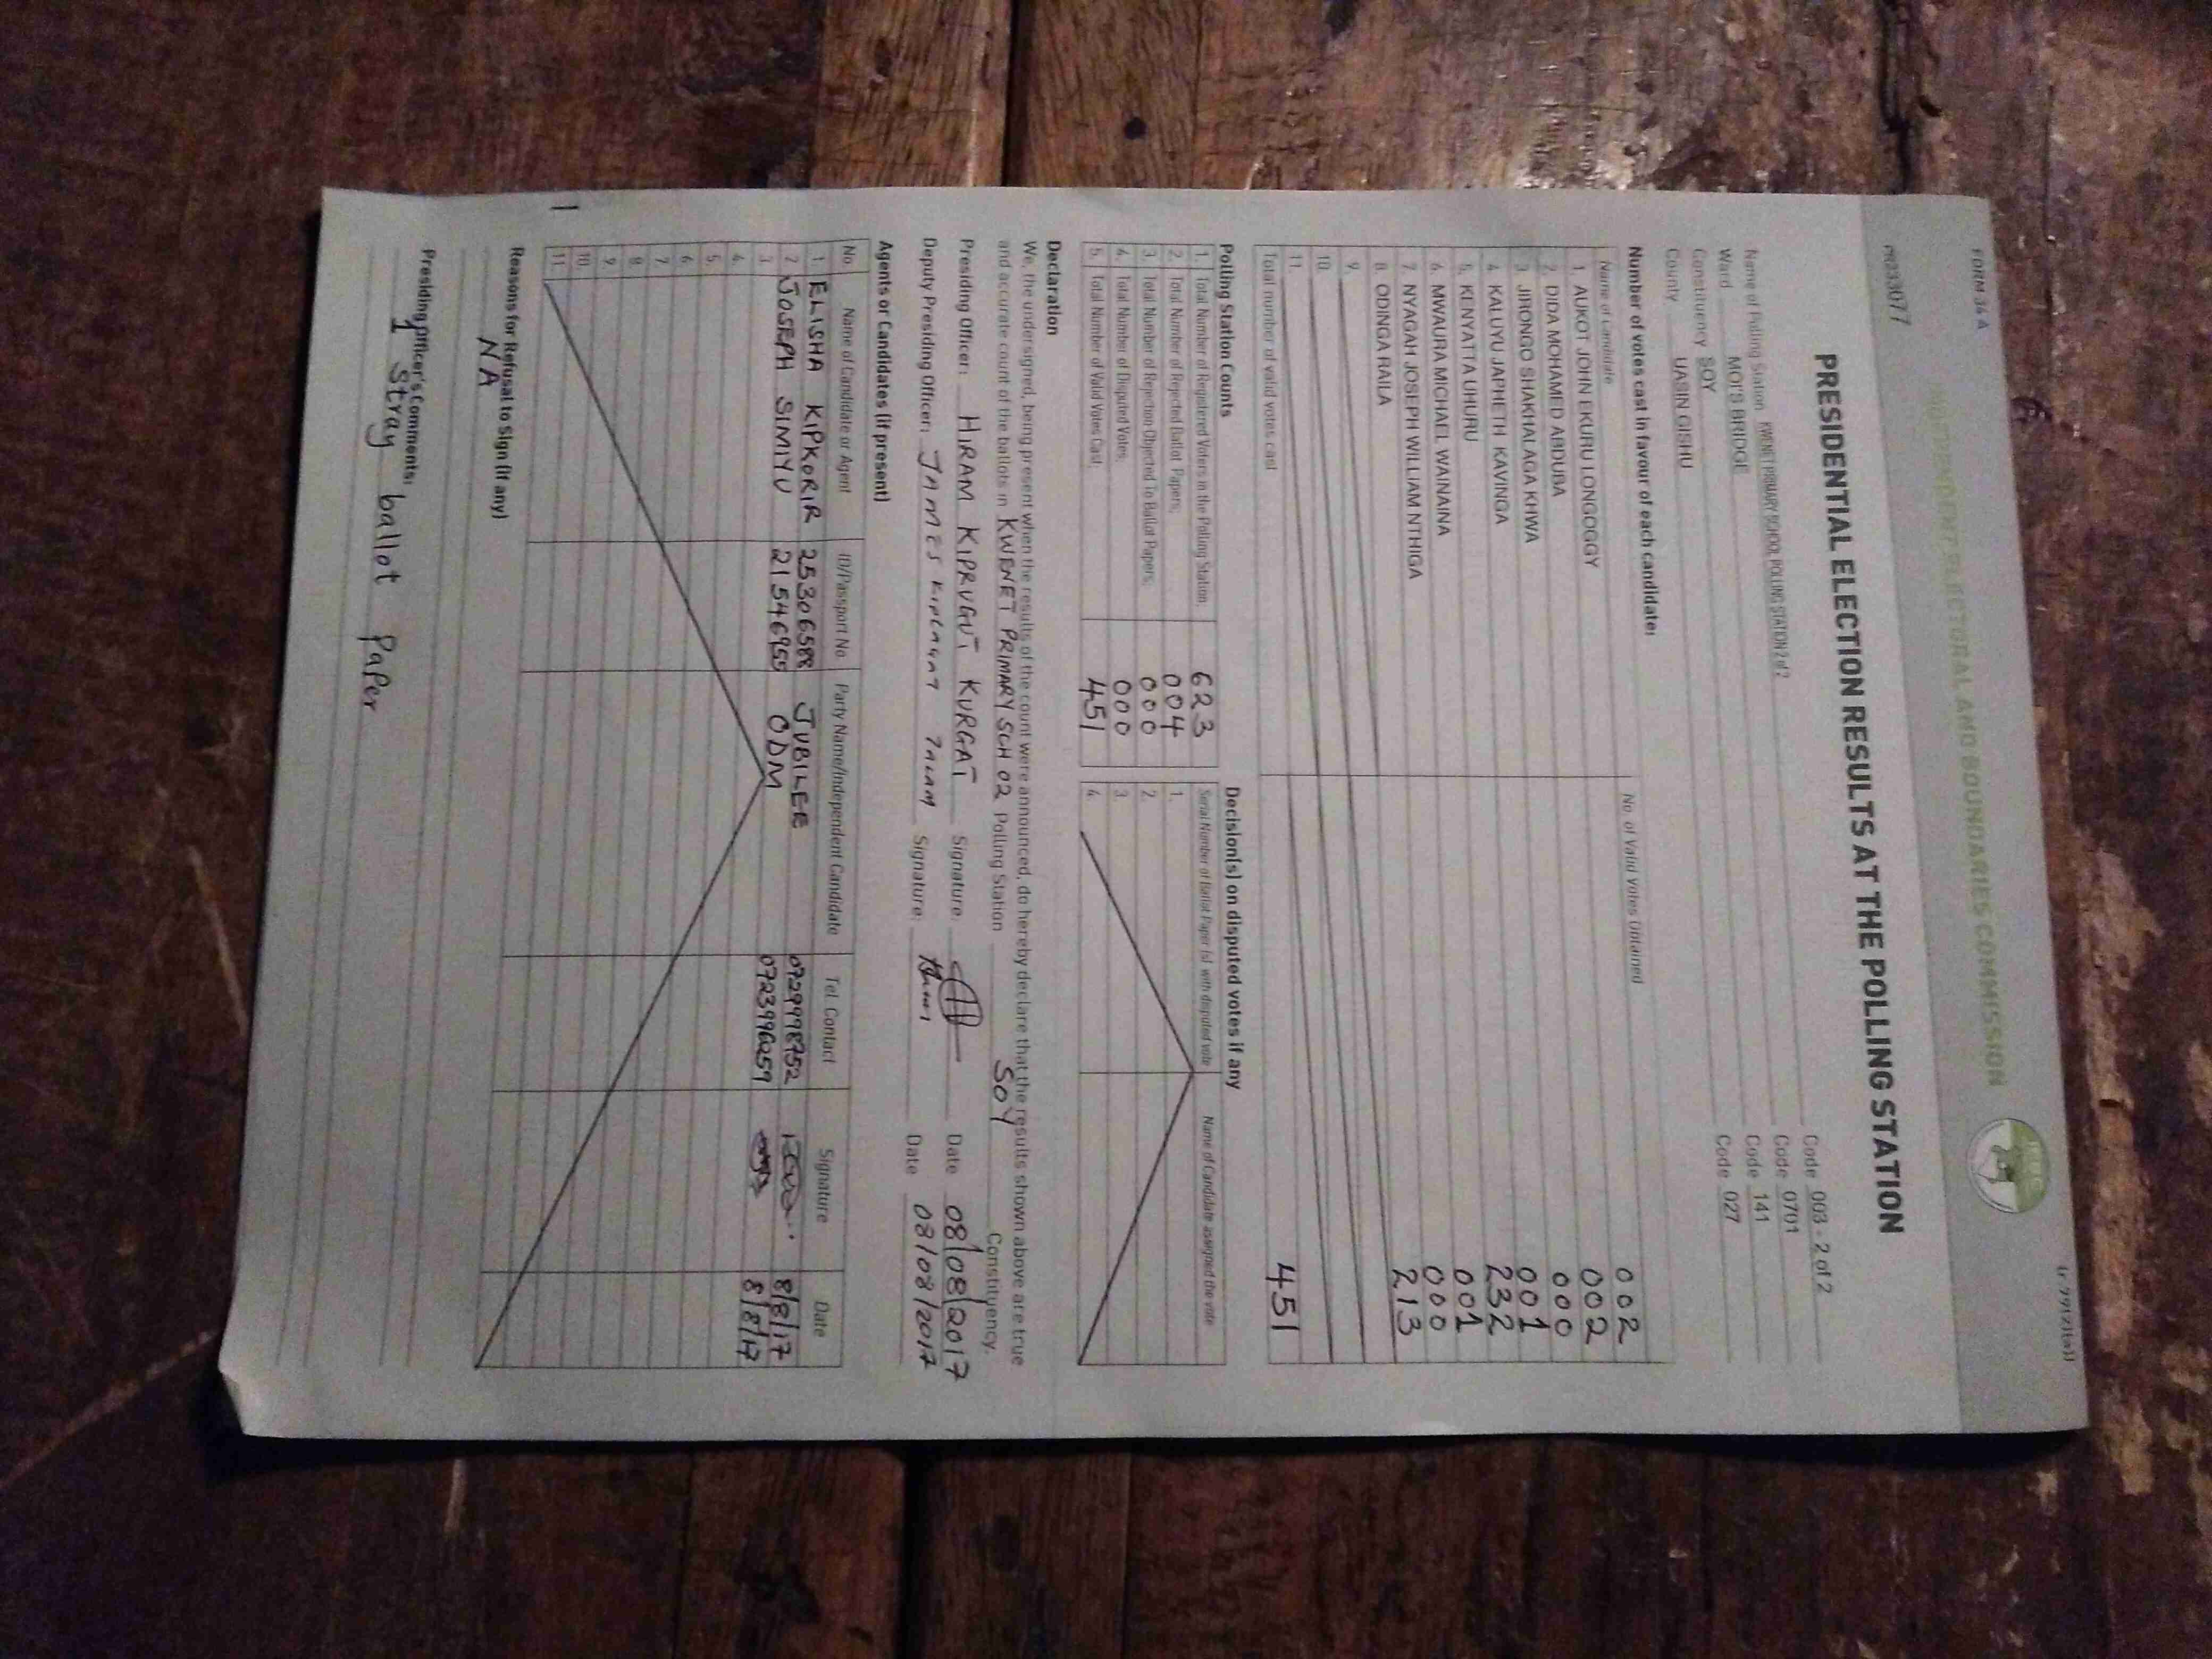 FORM 34 A
INDEPENDENT ELECTORAL AND BOUNDARIES COMMISSION
IEBC
PR33077
PRESIDENTIAL ELECTION RESULTS AT THE POLLING STATION
Name of Polling Station KWENET PRIMARY SCHOOL POLLING STATION 2 of 2 Code 003 - 2 of 2
Ward MOI'S BRIDGE Code 0701
Constituency SOY Code 141
County UASIN GISHU Code 027
Number of votes cast in favour of each candidate:
Name of Candidate No. of Valid Votes Obtained
1. AUKOT JOHN EKURU LONGOGGY 002
2. DIDA MOHAMED ABDUBA 002
3. JIRONGO SHAKHALAGA KHWA 000
4. KALUYU JAPHETH KAVINGA 001
5. KENYATTA UHURU 232
6. MWAURA MICHAEL WAINAINA 001
7. NYAGAH JOSEPH WILLIAM NTHIGA 000
8. ODINGA RAILA 213
9.
10.
11.
Total number of valid votes cast 451
Polling Station Counts
1. Total Number of Registered Voters in the Polling Station: 623
2. Total Number of Rejected Ballot Papers: 004
3. Total Number of Rejection Objected To Ballot Papers: 000
4. Total Number of Disputed Votes: 000
5. Total Number of Valid Votes Cast: 451
Decision(s) on disputed votes if any
Serial Number of Ballot Paper (s) with disputed vote Name of Candidate assigned the vote
1.
2.
3.
4.
Declaration
We, the undersigned, being present when the results of the count were announced, do hereby declare that the results shown above are true
and accurate count of the ballots in KWENET PRIMARY SCH 02 Polling Station SOY Constituency.
Presiding Officer: HIRAM KIPRUGUT KURGAT Signature: Date 08/08/2017
Deputy Presiding Officer: JAMES KIPLAGAT Signature: Date 08/08/2017
Agents or Candidates (if present)
No. Name of Candidate or Agent ID/Passport No Party Name/Independent Candidate Tel. Contact Signature Date
1. ELISHA KIPKORIR 25306588 JUBILEE 0729998752 8/8/17
2. JOSEPH SIMIYU 21546955 ODM 0723996259 8/8/17
3.
4.
5.
6.
7.
8.
9.
10.
11.
Reasons for Refusal to Sign (if any)
NA
Presiding Officer's Comments:
1 Stray ballot Paper